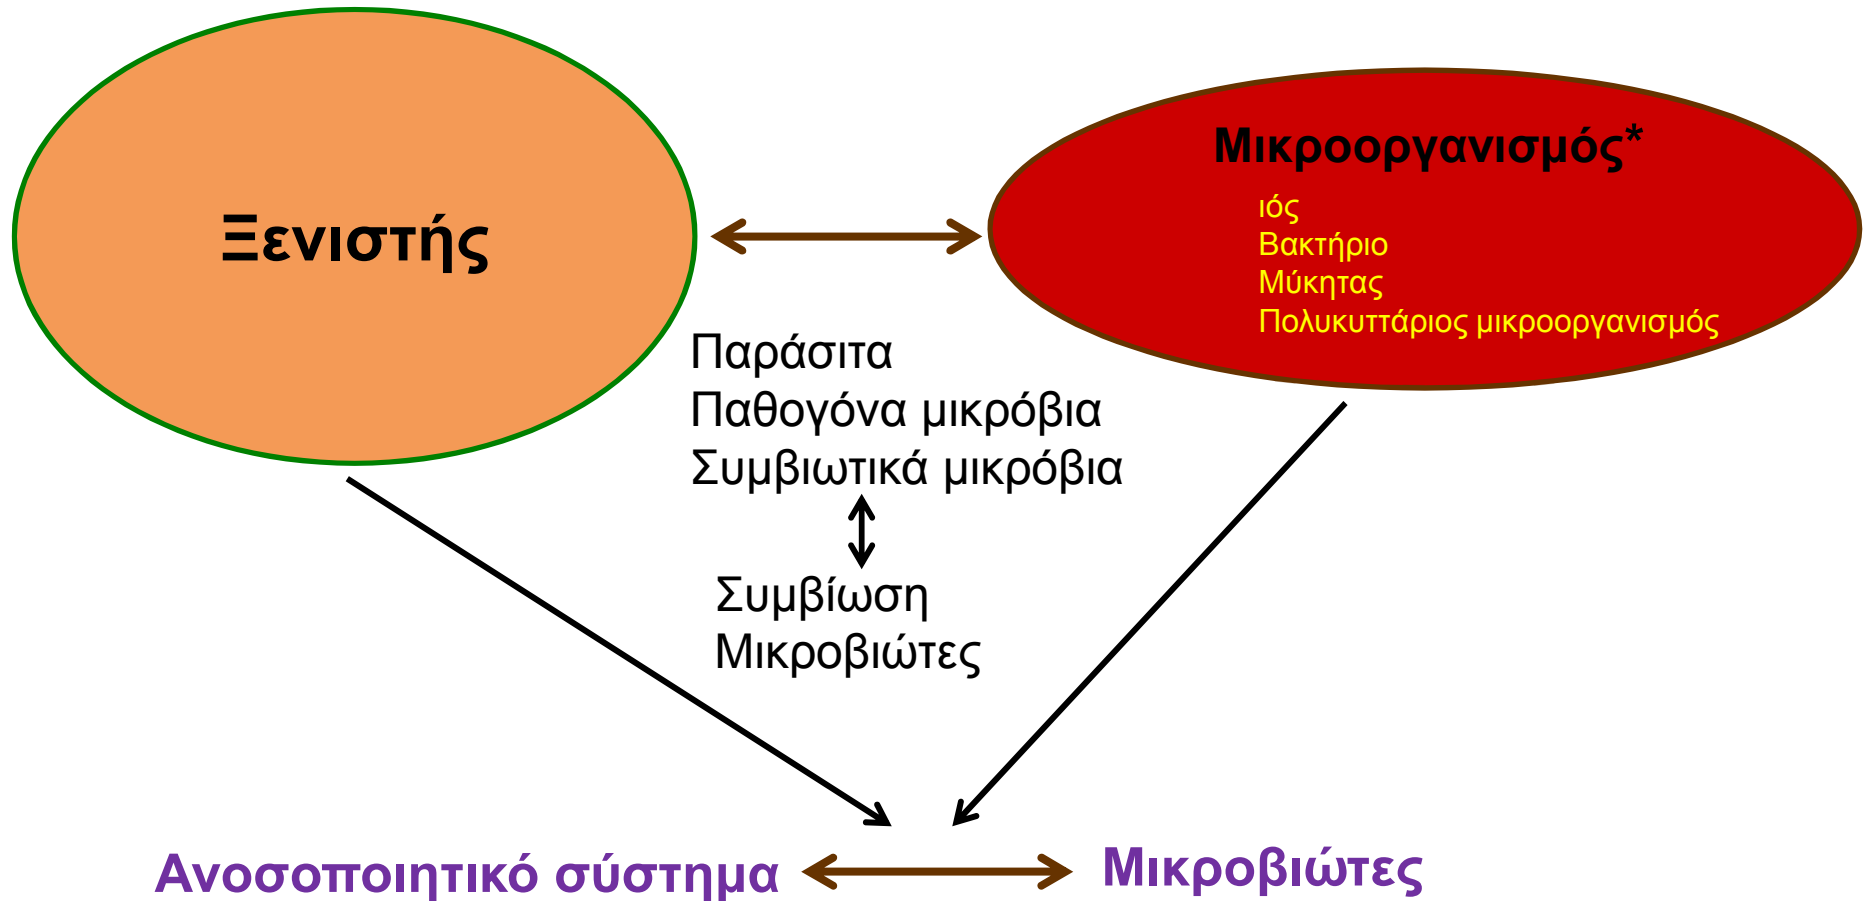 Ξενιστής
Μικροοργανισμός*
ιός
Βακτήριο
Μύκητας
Πολυκυττάριος μικροοργανισμός
Παράσιτα
Παθογόνα μικρόβια
Συμβιωτικά μικρόβια
Συμβίωση
Μικροβιώτες
Ανοσοποιητικό σύστημα
Μικροβιώτες